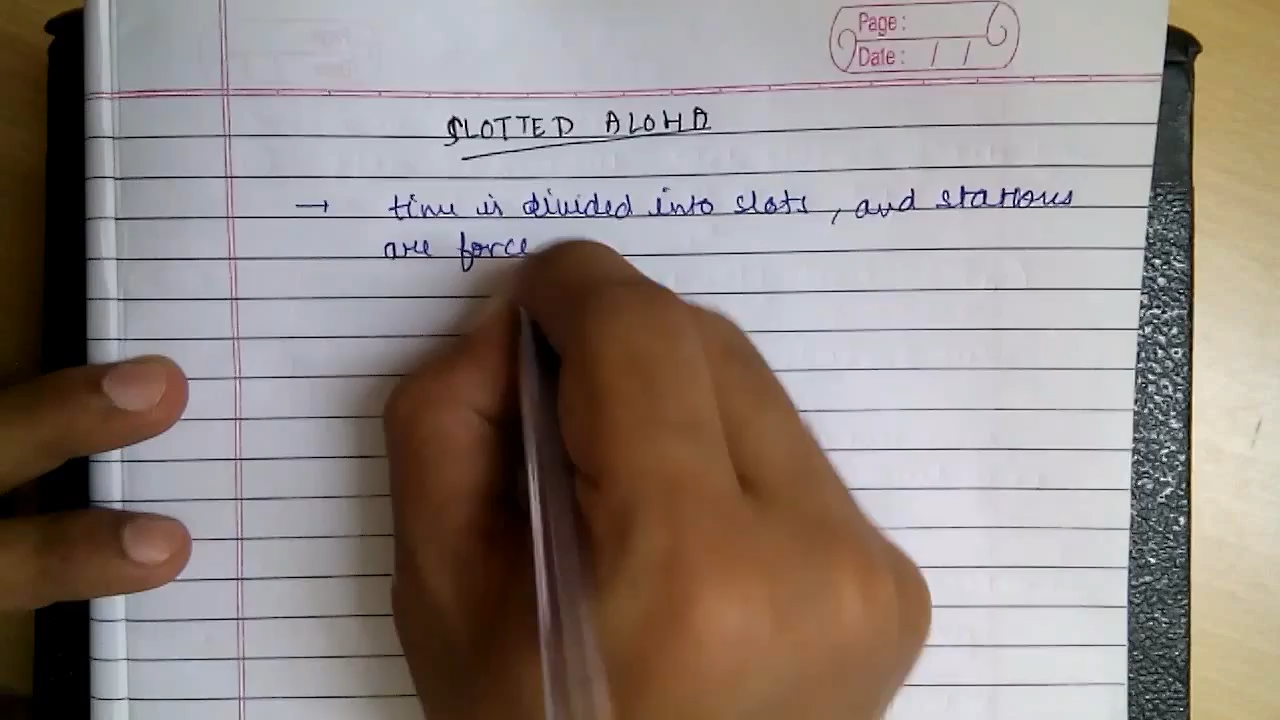 Page :
Date : / /
SLOTTED ALOHA
→ time is divided into slots, and stations
are force